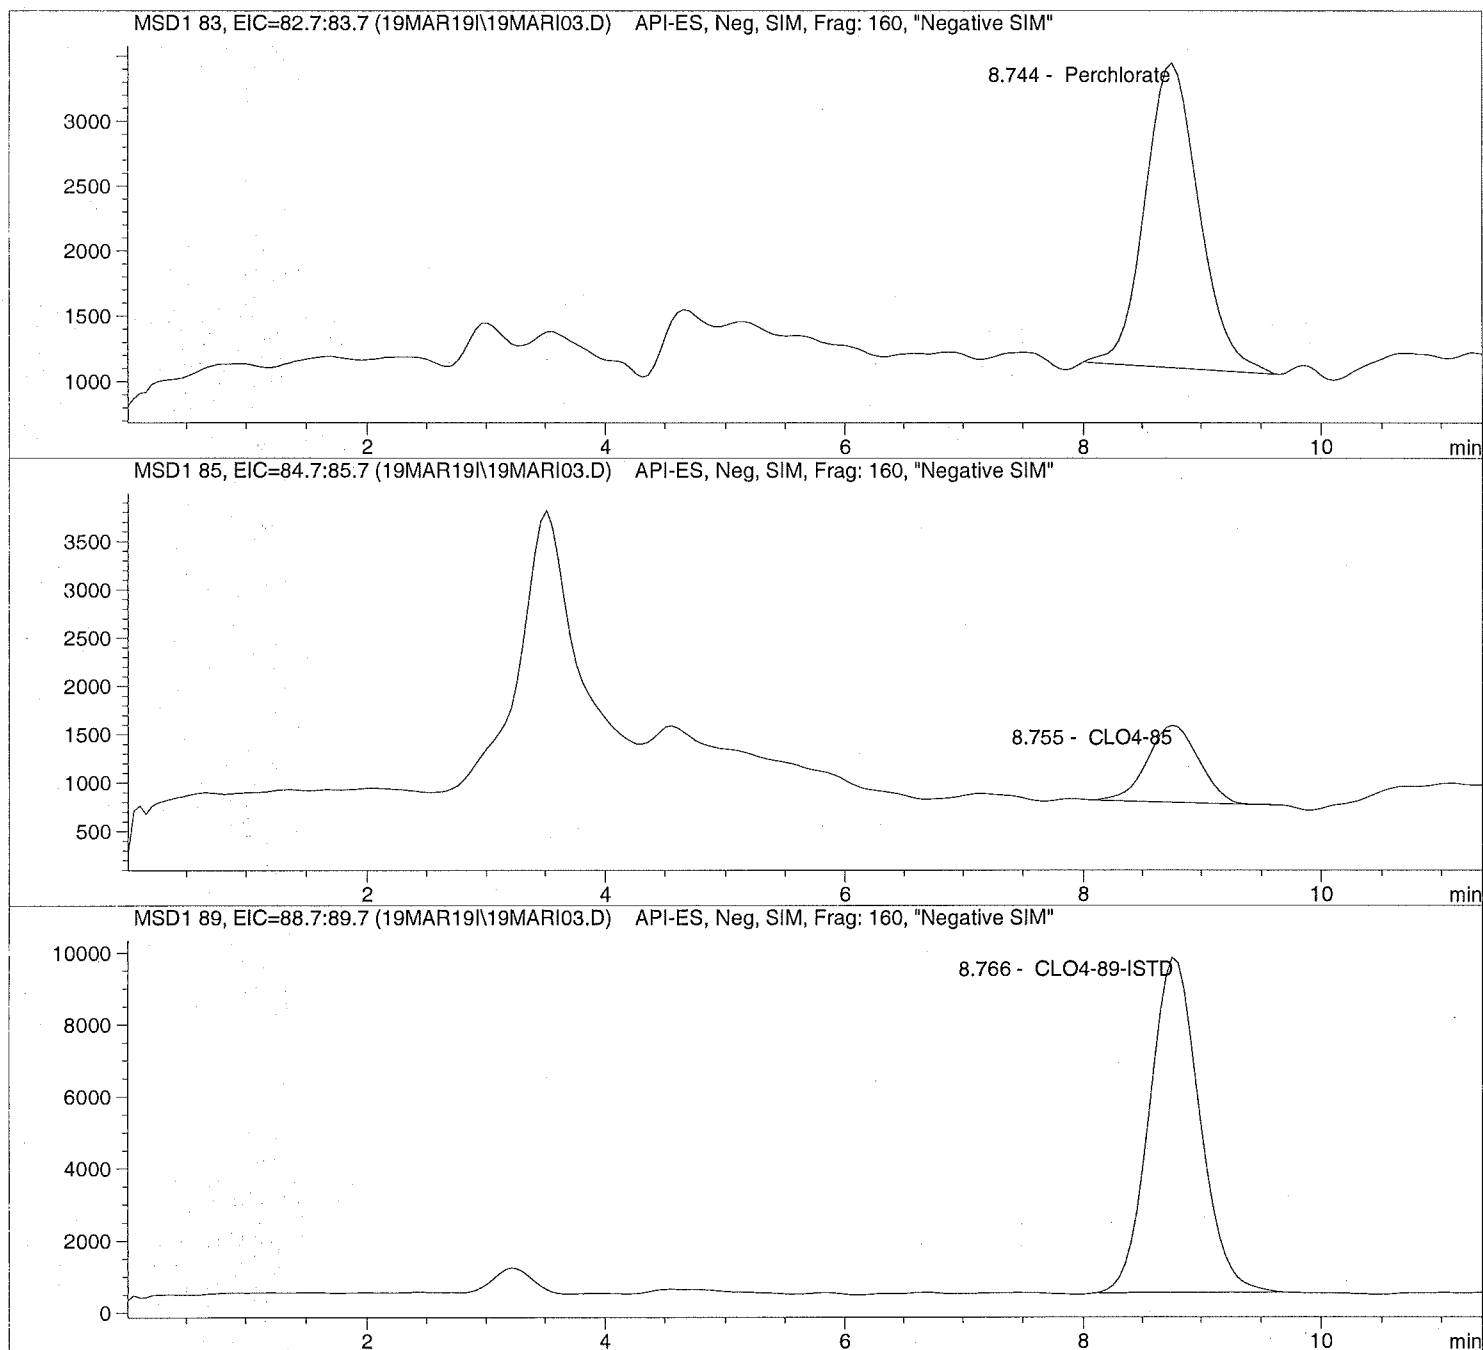 MSD1 83, EIC=82.7:83.7 (19MAR19I\19MARI03.D) API-ES, Neg, SIM, Frag: 160, "Negative SIM"
8.744 - Perchlorate
3000
2500
2000
1500
1000
2 4 6 8 10 min
MSD1 85, EIC=84.7:85.7 (19MAR19I\19MARI03.D) API-ES, Neg, SIM, Frag: 160, "Negative SIM"
3500
3000
2500
2000
1500
8.755 - CLO4-85
1000
500
2 4 6 8 10 min
MSD1 89, EIC=88.7:89.7 (19MAR19I\19MARI03.D) API-ES, Neg, SIM, Frag: 160, "Negative SIM"
10000
8.766 - CLO4-89-ISTD
8000
6000
4000
2000
0
2 4 6 8 10 min